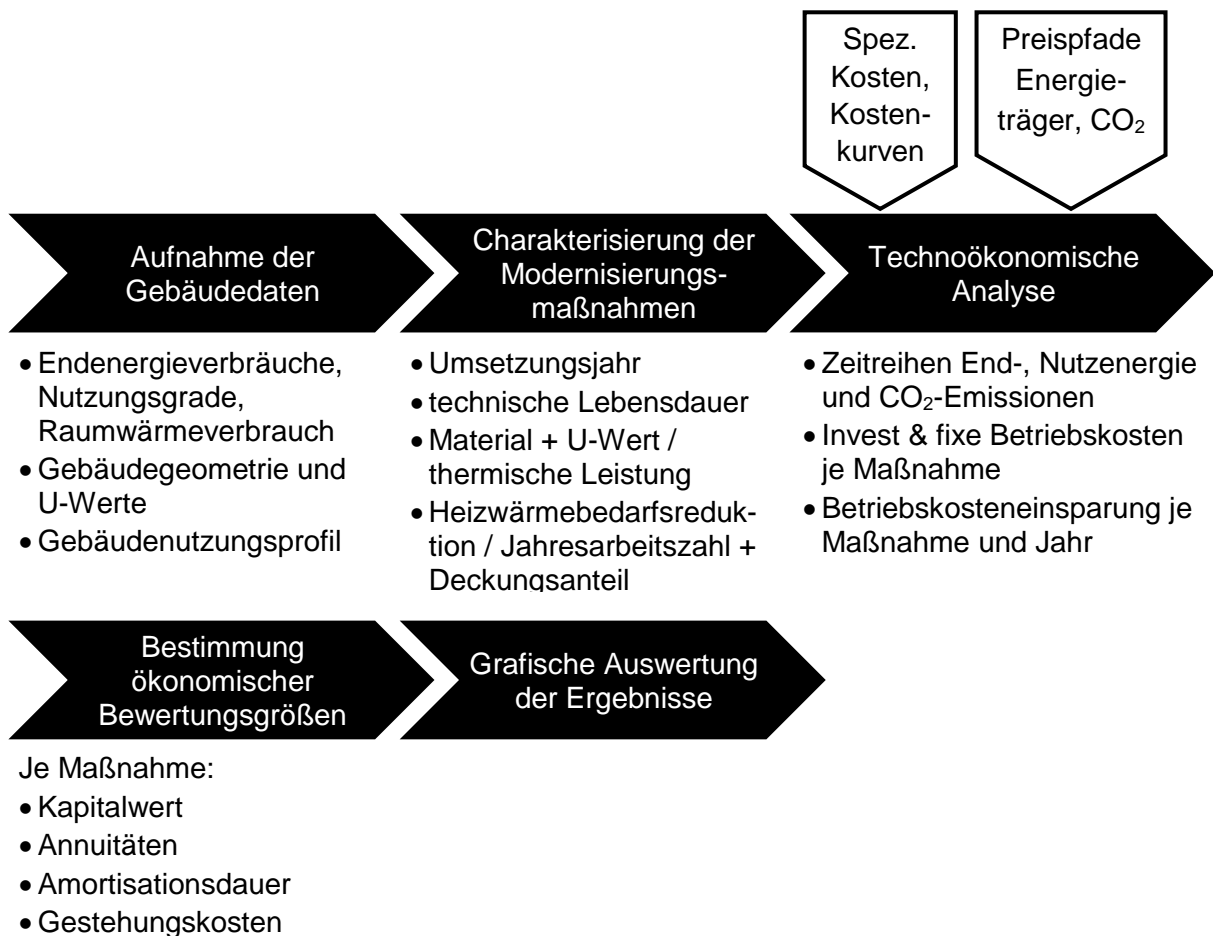 Spez.
Kosten,
Kosten-
kurven
Preispfade
Energie-
träger, CO₂
Aufnahme der
Gebäudedaten
Charakterisierung der
Modernisierungs-
maßnahmen
Technoökonomische
Analyse
• Endenergieverbräuche,
Nutzungsgrade,
Raumwärmeverbrauch
• Gebäudegeometrie und
U-Werte
• Gebäudenutzungsprofil
• Umsetzungsjahr
• technische Lebensdauer
• Material + U-Wert /
thermische Leistung
• Heizwärmebedarfsreduk-
tion / Jahresarbeitszahl +
Deckungsanteil
• Zeitreihen End-, Nutzenergie
und CO₂-Emissionen
• Invest & fixe Betriebskosten
je Maßnahme
• Betriebskosteneinsparung je
Maßnahme und Jahr
Bestimmung
ökonomischer
Bewertungsgrößen
Grafische Auswertung
der Ergebnisse
Je Maßnahme:
• Kapitalwert
• Annuitäten
• Amortisationsdauer
• Gestehungskosten